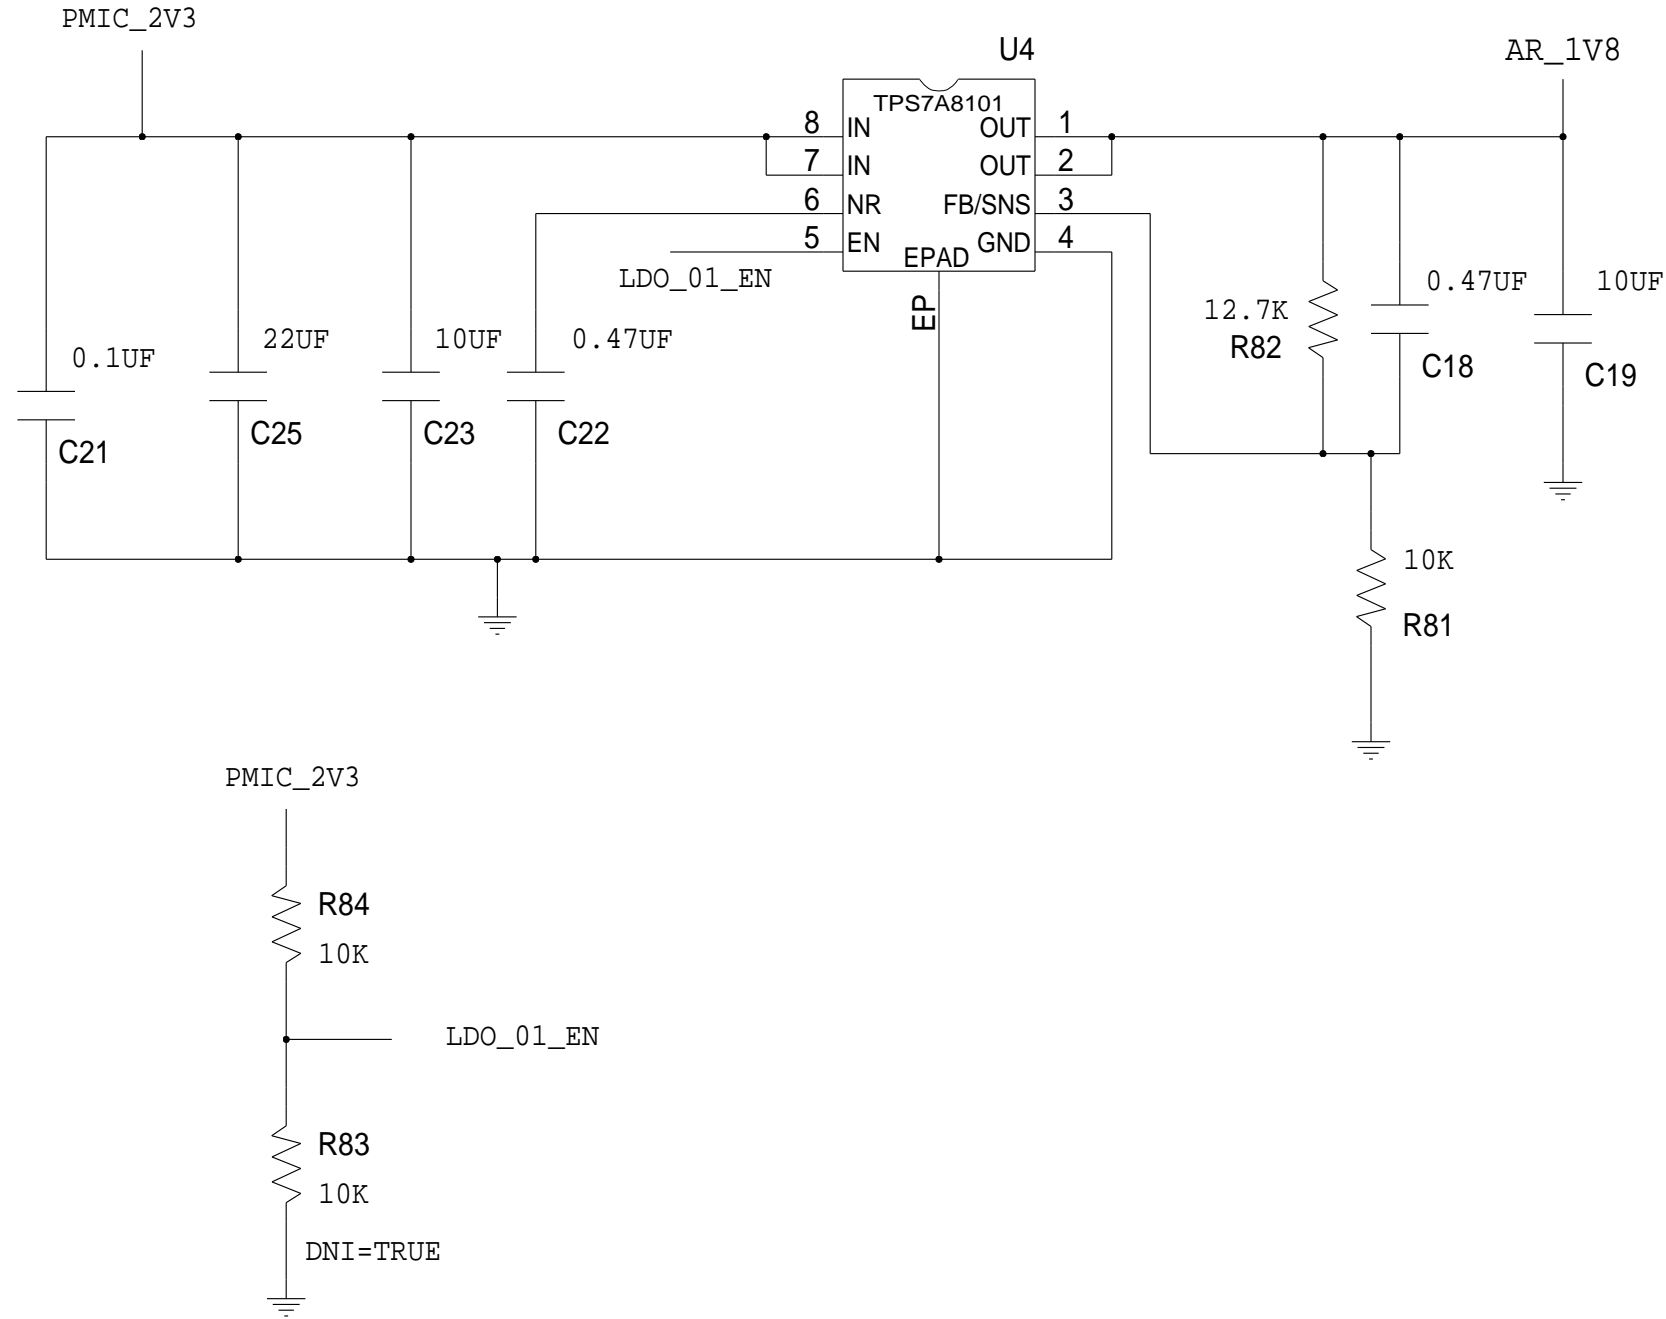 PMIC_2V3
U4
AR_1V8
TPS7A8101
8 IN OUT 1
7 IN OUT 2
6 NR FB/SNS 3
5 EN GND 4
EPAD
LDO_01_EN
EP
0.1UF
C21
22UF
C25
10UF
C23
0.47UF
C22
12.7K
R82
0.47UF
C18
10UF
C19
10K
R81
PMIC_2V3
R84
10K
LDO_01_EN
R83
10K
DNI=TRUE